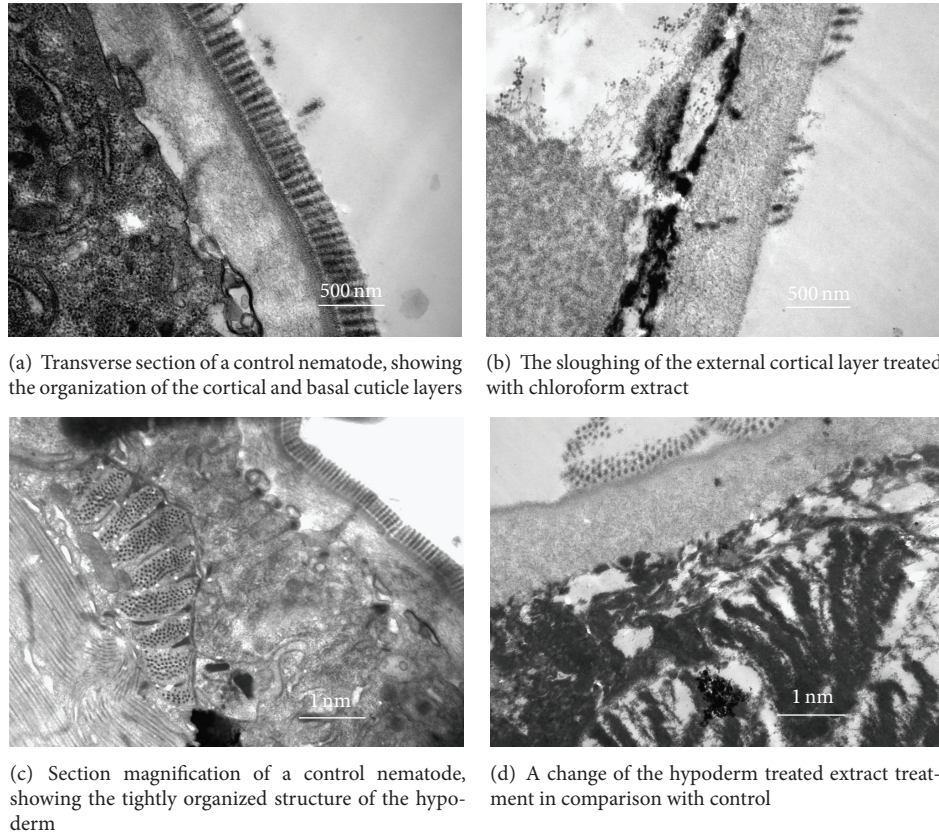 500 nm
500 nm
(a) Transverse section of a control nematode, showing
the organization of the cortical and basal cuticle layers
(b) The sloughing of the external cortical layer treated
with chloroform extract
1 nm
1 nm
(c) Section magnification of a control nematode,
showing the tightly organized structure of the hypo-
derm
(d) A change of the hypoderm treated extract treat-
ment in comparison with control